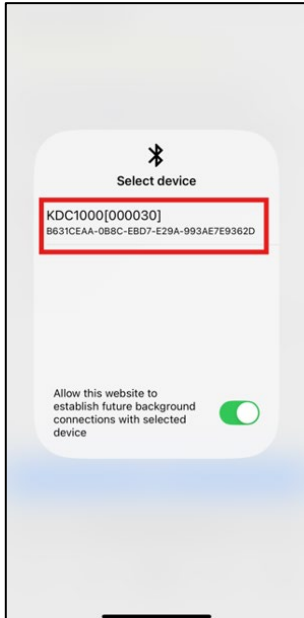 Select device
KDC1000[000030]
B631CEAA-0B8C-EBD7-E29A-993AE7E9362D
Allow this website to
establish future background
connections with selected
device